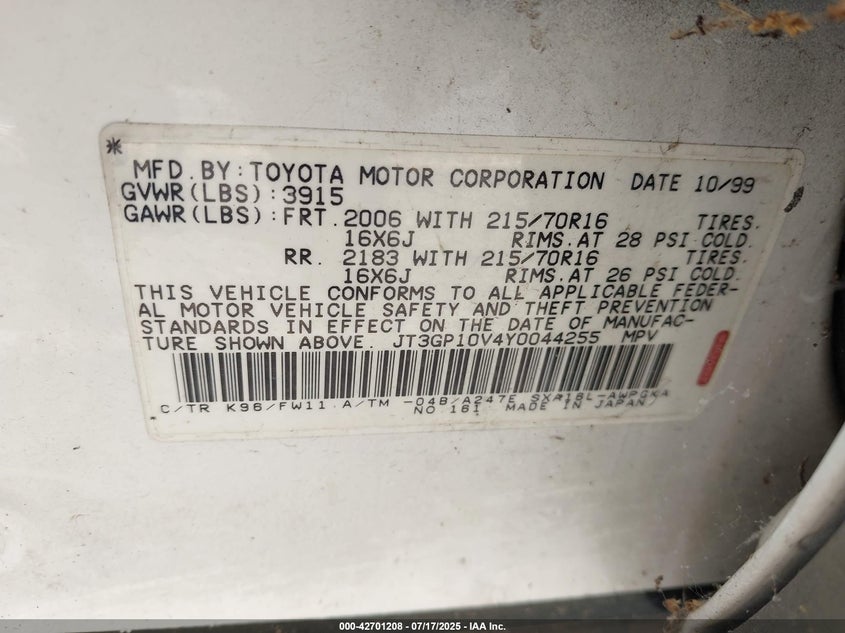 *
MFD.BY:TOYOTA MOTOR CORPORATION DATE 10/99
GVWR(LBS):3915
GAWR(LBS):FRT.2006 WITH 215/70R16 TIRES.
16X6J RIMS.AT 28 PSI COLD.
RR. 2183 WITH 215/70R16 TIRES.
16X6J RIMS.AT 26 PSI COLD.
THIS VEHICLE CONFORMS TO ALL APPLICABLE FEDER-
AL MOTOR VEHICLE SAFETY AND THEFT PREVENTION
STANDARDS IN EFFECT ON THE DATE OF MANUFAC-
TURE SHOWN ABOVE. JT3GP10V4Y0044255 MPV
C/TR K96/FW11 A/TM -04B/A247E
NO 161 MADE IN JAPAN
000-42701208 - 07/17/2025 - IAA Inc.